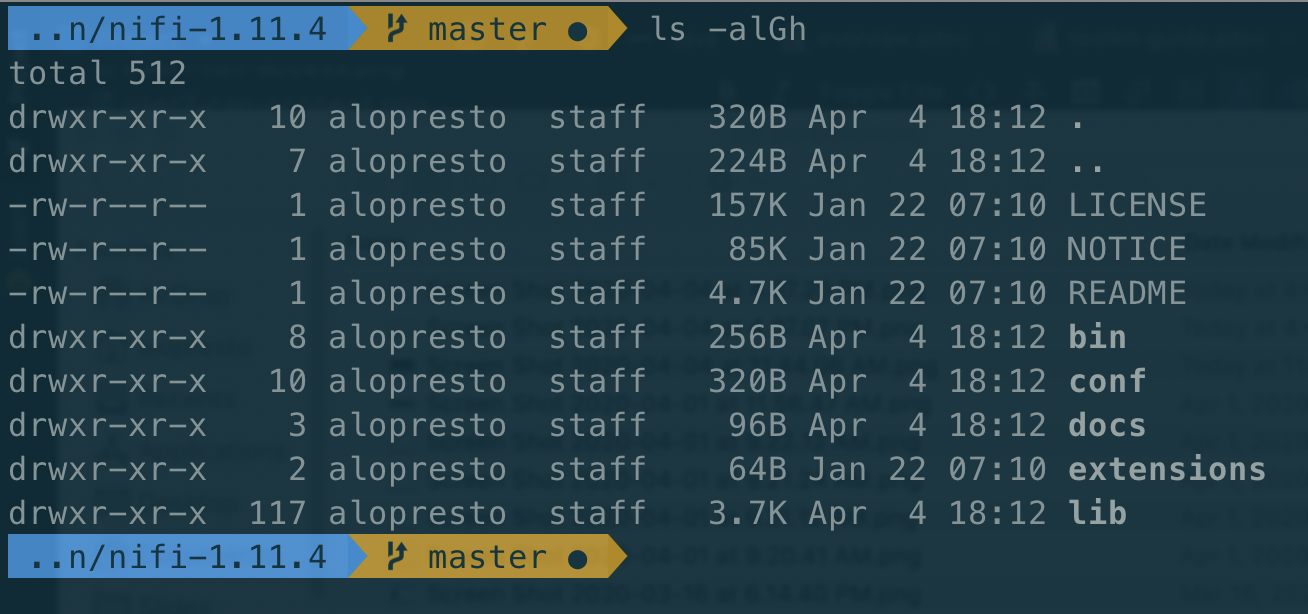 ..n/nifi-1.11.4 master ● ls -alGh
total 512
drwxr-xr-x   10 alopresto  staff   320B Apr  4 18:12 .
drwxr-xr-x    7 alopresto  staff   224B Apr  4 18:12 ..
-rw-r--r--    1 alopresto  staff   157K Jan 22 07:10 LICENSE
-rw-r--r--    1 alopresto  staff    85K Jan 22 07:10 NOTICE
-rw-r--r--    1 alopresto  staff   4.7K Jan 22 07:10 README
drwxr-xr-x    8 alopresto  staff   256B Apr  4 18:12 bin
drwxr-xr-x   10 alopresto  staff   320B Apr  4 18:12 conf
drwxr-xr-x    3 alopresto  staff    96B Apr  4 18:12 docs
drwxr-xr-x    2 alopresto  staff    64B Jan 22 07:10 extensions
drwxr-xr-x  117 alopresto  staff   3.7K Apr  4 18:12 lib
..n/nifi-1.11.4 master ●